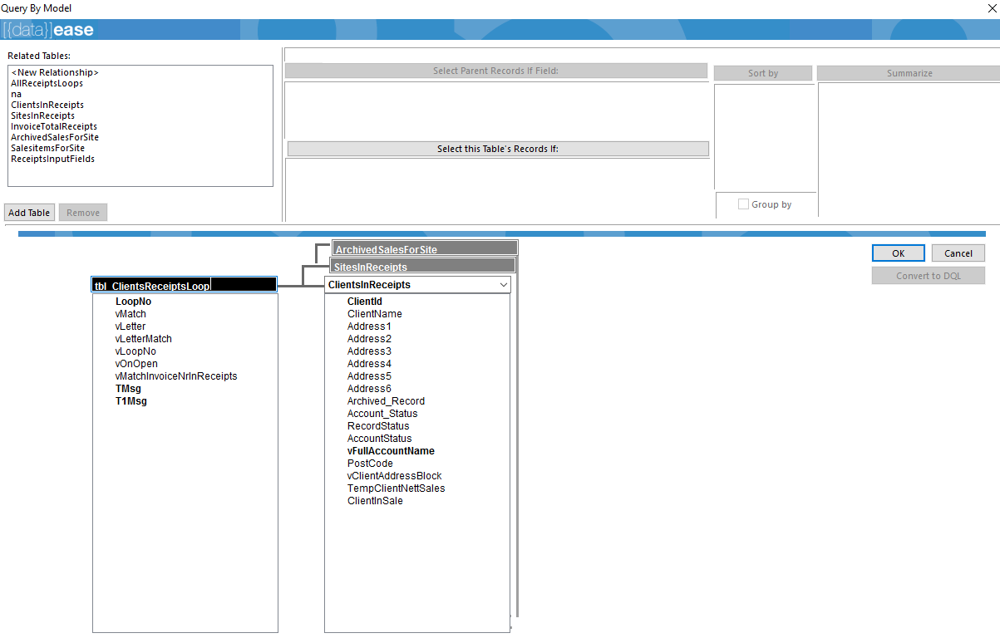 Query By Model
[{data}]ease
Related Tables:
<New Relationship>
AllReceiptsLoops
na
ClientsInReceipts
SitesInReceipts
InvoiceTotalReceipts
ArchivedSalesForSite
SalesitemsForSite
ReceiptsInputFields
Add Table
Remove
Select Parent Records If Field:
Select this Table's Records If:
Sort by
Group by
Summarize
OK
Cancel
Convert to DQL
tbl_ClientsReceiptsLoop
LoopNo
vMatch
vLetter
vLetterMatch
vLoopNo
vOnOpen
vMatchInvoiceNrInReceipts
TMsg
T1Msg
ArchivedSalesForSite
SitesInReceipts
ClientsInReceipts
ClientId
ClientName
Address1
Address2
Address3
Address4
Address5
Address6
Archived_Record
Account_Status
RecordStatus
AccountStatus
vFullAccountName
PostCode
vClientAddressBlock
TempClientNettSales
ClientInSale